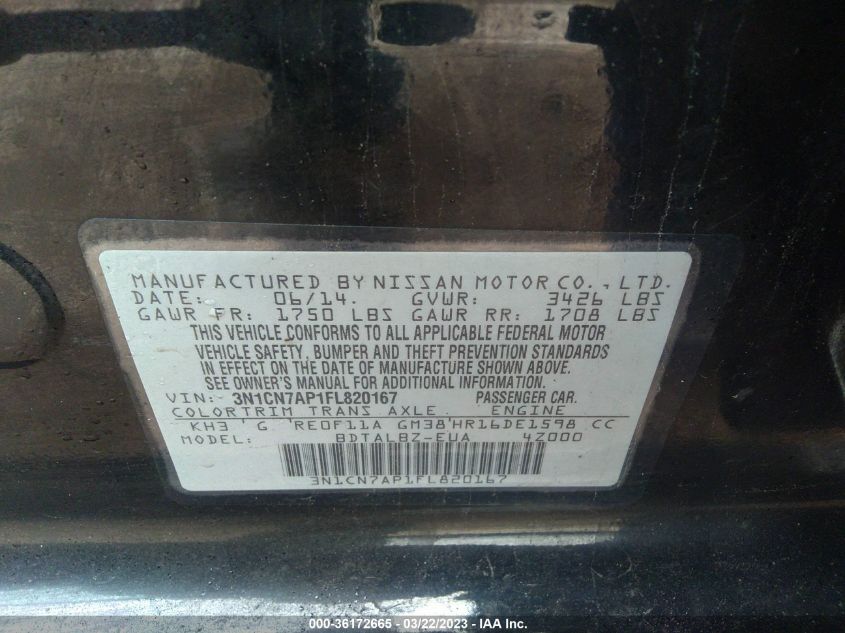 MANUFACTURED BY NISSAN MOTOR CO., LTD.
DATE: 06/14. GVWR: 3426 LBS
GAWR FR: 1750 LBS GAWR RR: 1708 LBS
THIS VEHICLE CONFORMS TO ALL APPLICABLE FEDERAL MOTOR
VEHICLE SAFETY, BUMPER AND THEFT PREVENTION STANDARDS
IN EFFECT ON THE DATE OF MANUFACTURE SHOWN ABOVE.
SEE OWNER'S MANUAL FOR ADDITIONAL INFORMATION.
VIN: 3N1CN7AP1FL820167 PASSENGER CAR.
COLOR TRIM TRANS. AXLE. ENGINE
KH3 ' G ' RE0F11A GM38'HR16DE1598 CC
MODEL: BDTALBZ-EUA 4Z000
3N1CN7AP1FL820167
000-36172665 - 03/22/2023 - IAA Inc.